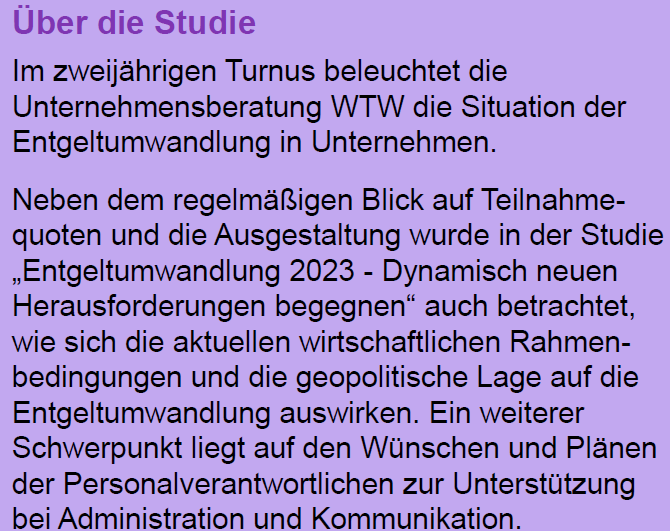 Über die Studie
Im zweijährigen Turnus beleuchtet die
Unternehmensberatung WTW die Situation der
Entgeltumwandlung in Unternehmen.
Neben dem regelmäßigen Blick auf Teilnahme-
quoten und die Ausgestaltung wurde in der Studie
„Entgeltumwandlung 2023 - Dynamisch neuen
Herausforderungen begegnen“ auch betrachtet,
wie sich die aktuellen wirtschaftlichen Rahmen-
bedingungen und die geopolitische Lage auf die
Entgeltumwandlung auswirken. Ein weiterer
Schwerpunkt liegt auf den Wünschen und Plänen
der Personalverantwortlichen zur Unterstützung
bei Administration und Kommunikation.